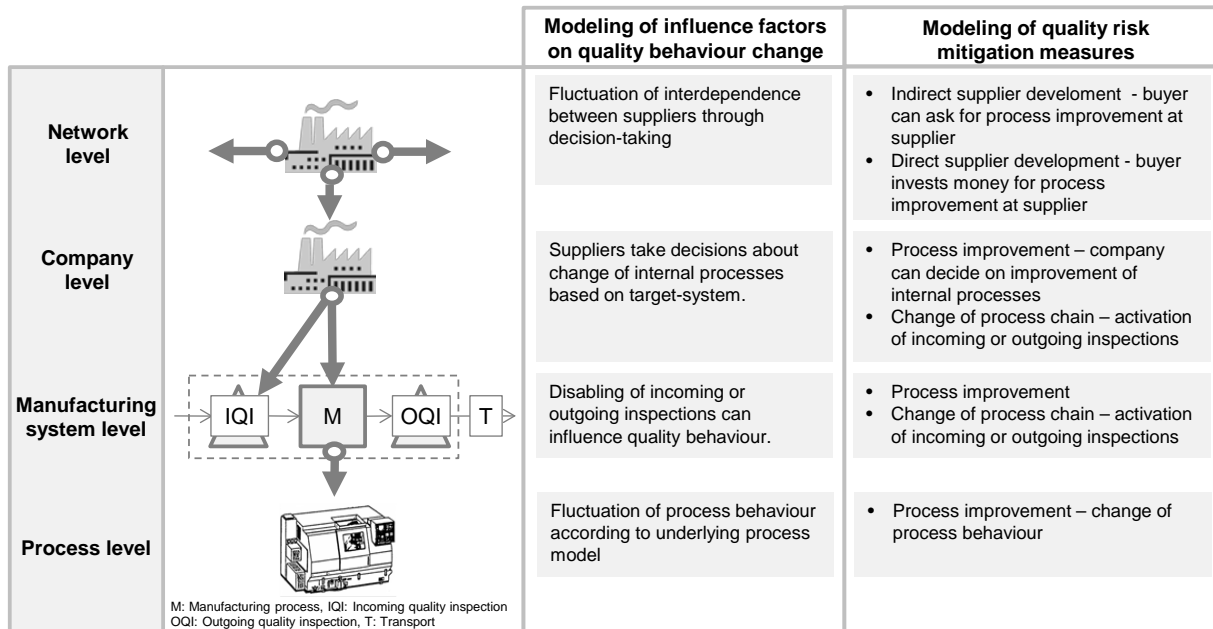 Modeling of influence factors
on quality behaviour change
Modeling of quality risk
mitigation measures
Network
level
Fluctuation of interdependence
between suppliers through
decision-taking
• Indirect supplier develoment - buyer
can ask for process improvement at
supplier
• Direct supplier development - buyer
invests money for process
improvement at supplier
Company
level
Suppliers take decisions about
change of internal processes
based on target-system.
• Process improvement – company
can decide on improvement of
internal processes
• Change of process chain – activation
of incoming or outgoing inspections
Manufacturing
system level
IQI
M
OQI
T
Disabling of incoming or
outgoing inspections can
influence quality behaviour.
• Process improvement
• Change of process chain – activation
of incoming or outgoing inspections
Process level
Fluctuation of process behaviour
according to underlying process
model
• Process improvement – change of
process behaviour
M: Manufacturing process, IQI: Incoming quality inspection
OQI: Outgoing quality inspection, T: Transport